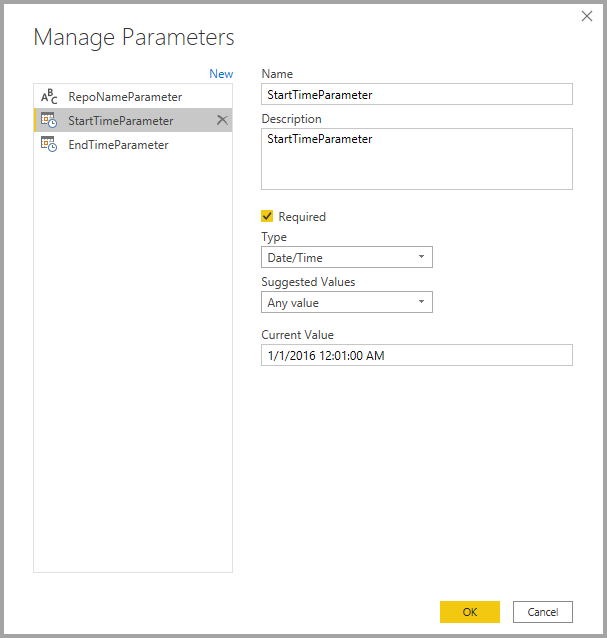 Manage Parameters
New
ABC RepoNameParameter
StartTimeParameter
EndTimeParameter
Name
StartTimeParameter
Description
StartTimeParameter
Required
Type
Date/Time
Suggested Values
Any value
Current Value
1/1/2016 12:01:00 AM
OK
Cancel